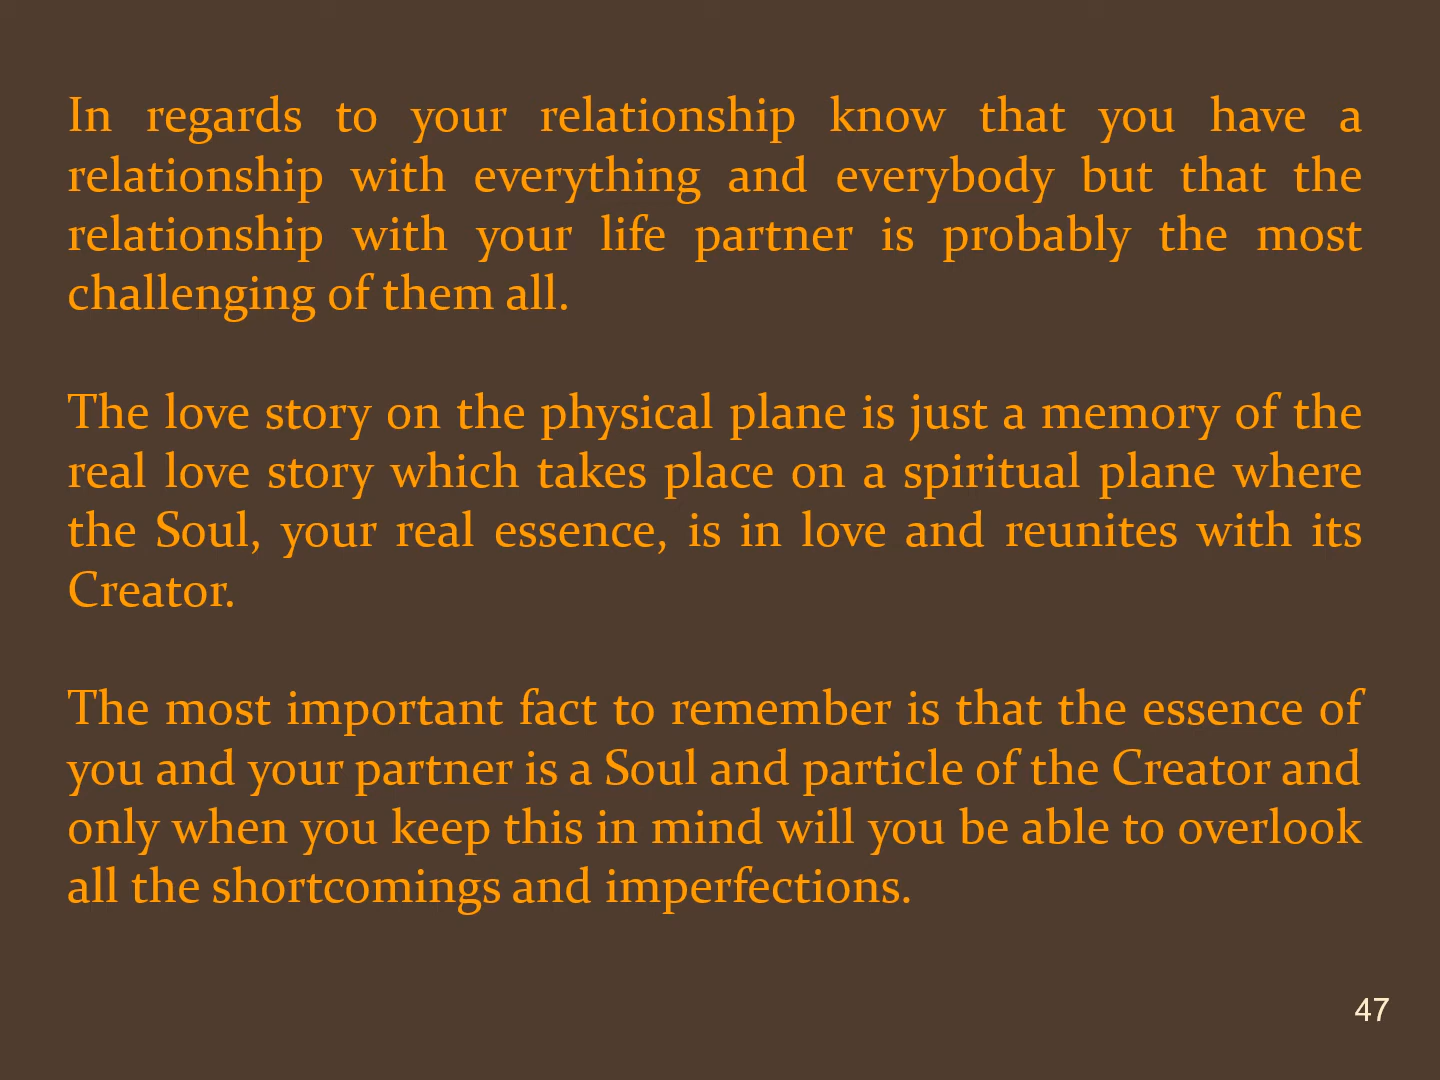 In regards to your relationship know that you have a
relationship with everything and everybody but that the
relationship with your life partner is probably the most
challenging of them all.
The love story on the physical plane is just a memory of the
real love story which takes place on a spiritual plane where
the Soul, your real essence, is in love and reunites with its
Creator.
The most important fact to remember is that the essence of
you and your partner is a Soul and particle of the Creator and
only when you keep this in mind will you be able to overlook
all the shortcomings and imperfections.
47